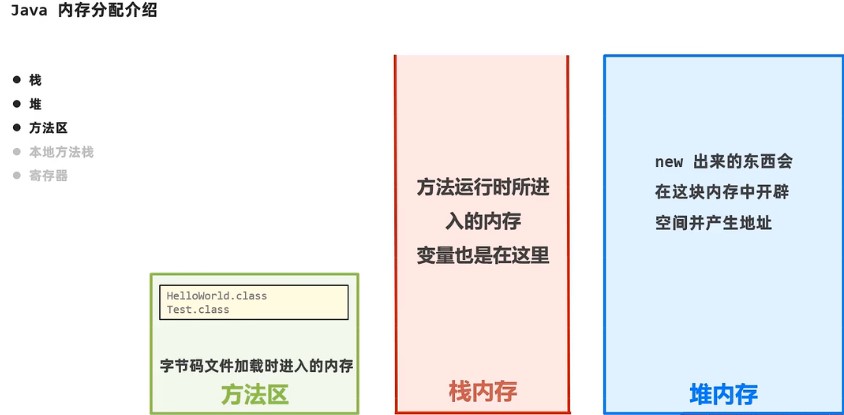 Java 内存分配介绍
● 栈
● 堆
● 方法区
● 本地方法栈
● 寄存器
HelloWorld.class
Test.class
字节码文件加载时进入的内存
方法区
方法运行时所进
入的内存
变量也是在这里
栈内存
new 出来的东西会
在这块内存中开辟
空间并产生地址
堆内存